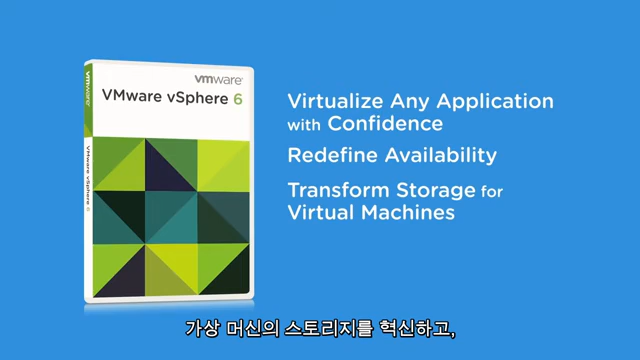 vmware
VMware vSphere 6
vmware
VMware vSphere 6
Virtualize Any Application
with Confidence
Redefine Availability
Transform Storage for
Virtual Machines
가상 머신의 스토리지를 혁신하고,